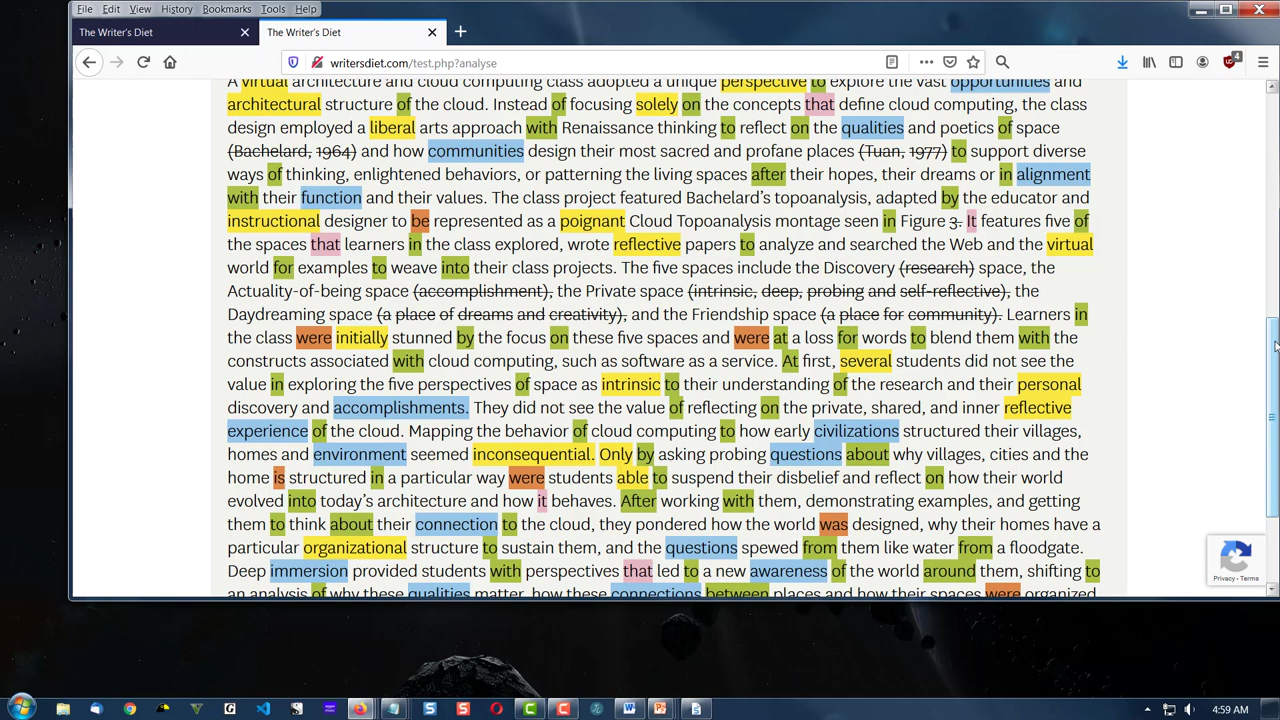 File Edit View History Bookmarks Tools Help
The Writer's Diet
The Writer's Diet
writersdiet.com/test.php?analyse
4
A virtual architecture and cloud computing class adopted a unique perspective to explore the vast opportunities and
architectural structure of the cloud. Instead of focusing solely on the concepts that define cloud computing, the class
design employed a liberal arts approach with Renaissance thinking to reflect on the qualities and poetics of space
(Bachelard, 1964) and how communities design their most sacred and profane places (Tuan, 1977) to support diverse
ways of thinking, enlightened behaviors, or patterning the living spaces after their hopes, their dreams or in alignment
with their function and their values. The class project featured Bachelard's topoanalysis, adapted by the educator and
instructional designer to be represented as a poignant Cloud Topoanalysis montage seen in Figure 3. It features five of
the spaces that learners in the class explored, wrote reflective papers to analyze and searched the Web and the virtual
world for examples to weave into their class projects. The five spaces include the Discovery (research) space, the
Actuality-of-being space (accomplishment), the Private space (intrinsic, deep, probing and self-reflective), the
Daydreaming space (a place of dreams and creativity), and the Friendship space (a place for community). Learners in
the class were initially stunned by the focus on these five spaces and were at a loss for words to blend them with the
constructs associated with cloud computing, such as software as a service. At first, several students did not see the
value in exploring the five perspectives of space as intrinsic to their understanding of the research and their personal
discovery and accomplishments. They did not see the value of reflecting on the private, shared, and inner reflective
experience of the cloud. Mapping the behavior of cloud computing to how early civilizations structured their villages,
homes and environment seemed inconsequential. Only by asking probing questions about why villages, cities and the
home is structured in a particular way were students able to suspend their disbelief and reflect on how their world
evolved into today's architecture and how it behaves. After working with them, demonstrating examples, and getting
them to think about their connection to the cloud, they pondered how the world was designed, why their homes have a
particular organizational structure to sustain them, and the questions spewed from them like water from a floodgate.
Deep immersion provided students with perspectives that led to a new awareness of the world around them, shifting to
an analysis of why these qualities matter, how these connections between places and how their spaces were organized
Privacy - Terms
4:59 AM